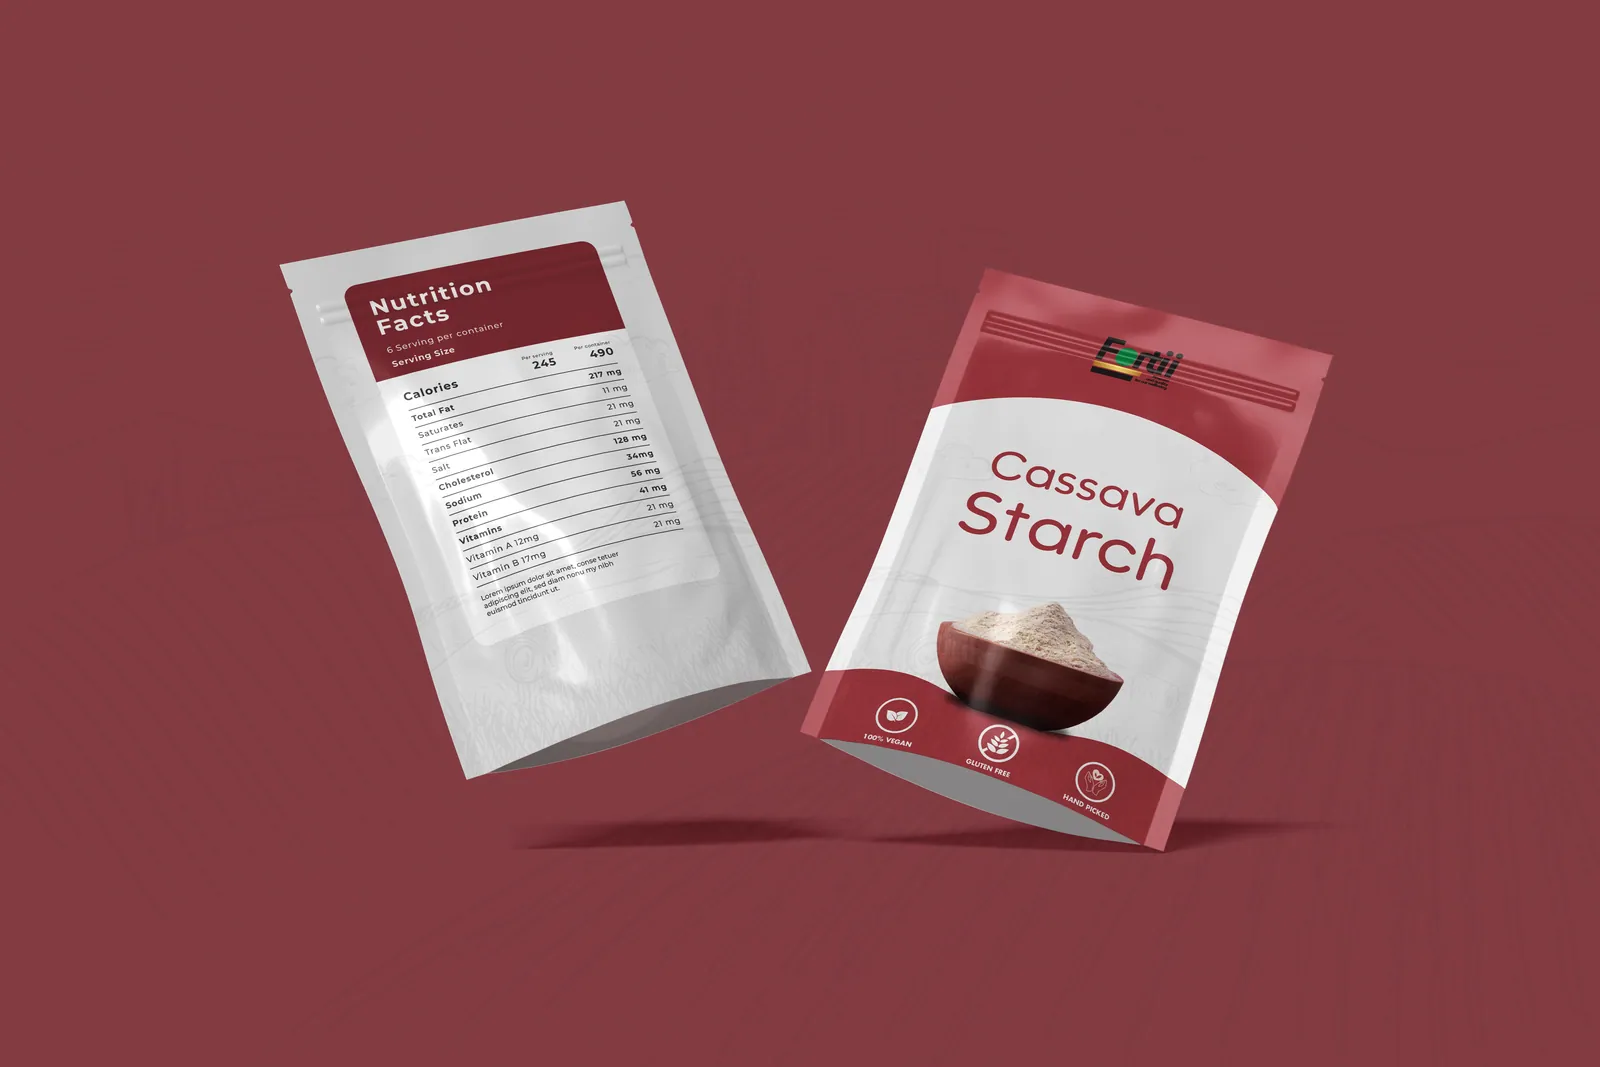 Nutrition
Facts
6 Serving per container
Serving Size
Per serving Per container
Calories 245 490
Total Fat 217 mg
Saturates 11 mg
Trans Flat 21 mg
Salt 21 mg
Cholesterol 128 mg
Sodium 34mg
Protein 56 mg
Vitamins 41 mg
Vitamin A 12mg 21 mg
Vitamin B 17mg 21 mg
Lorem ipsum dolor sit amet, conse tetuer
adipiscing elit, sed diam nonu my nibh
euismod tincidunt ut.
Fortii
Cassava
Starch
100% VEGAN
GLUTEN FREE
HAND PICKED